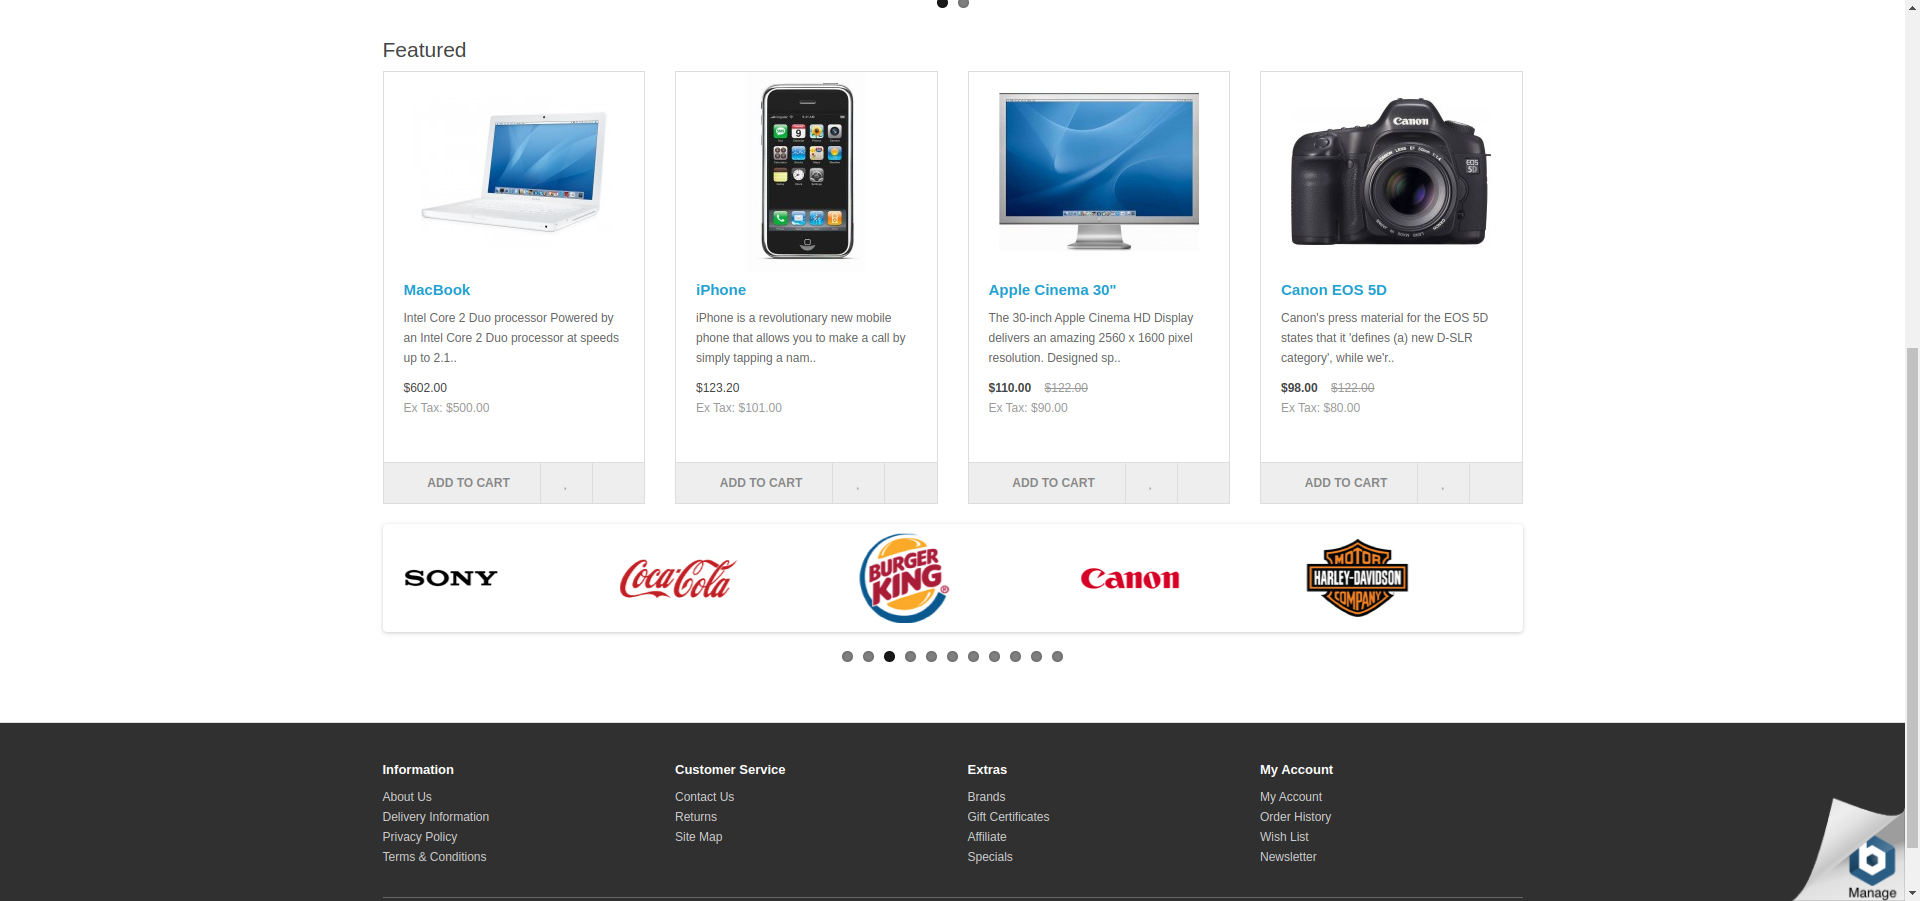 Featured
Canon
EOS
5D
MacBook
Intel Core 2 Duo processor Powered by
an Intel Core 2 Duo processor at speeds
up to 2.1..
$602.00
Ex Tax: $500.00
ADD TO CART
iPhone
iPhone is a revolutionary new mobile
phone that allows you to make a call by
simply tapping a nam..
$123.20
Ex Tax: $101.00
ADD TO CART
Apple Cinema 30"
The 30-inch Apple Cinema HD Display
delivers an amazing 2560 x 1600 pixel
resolution. Designed sp..
$110.00 $122.00
Ex Tax: $90.00
ADD TO CART
Canon EOS 5D
Canon's press material for the EOS 5D
states that it 'defines (a) new D-SLR
category', while we'r..
$98.00 $122.00
Ex Tax: $80.00
ADD TO CART
SONY
Coca-Cola
BURGER
KING
Canon
MOTOR
HARLEY-DAVIDSON
COMPANY
Information
About Us
Delivery Information
Privacy Policy
Terms & Conditions
Customer Service
Contact Us
Returns
Site Map
Extras
Brands
Gift Certificates
Affiliate
Specials
My Account
My Account
Order History
Wish List
Newsletter
Manage